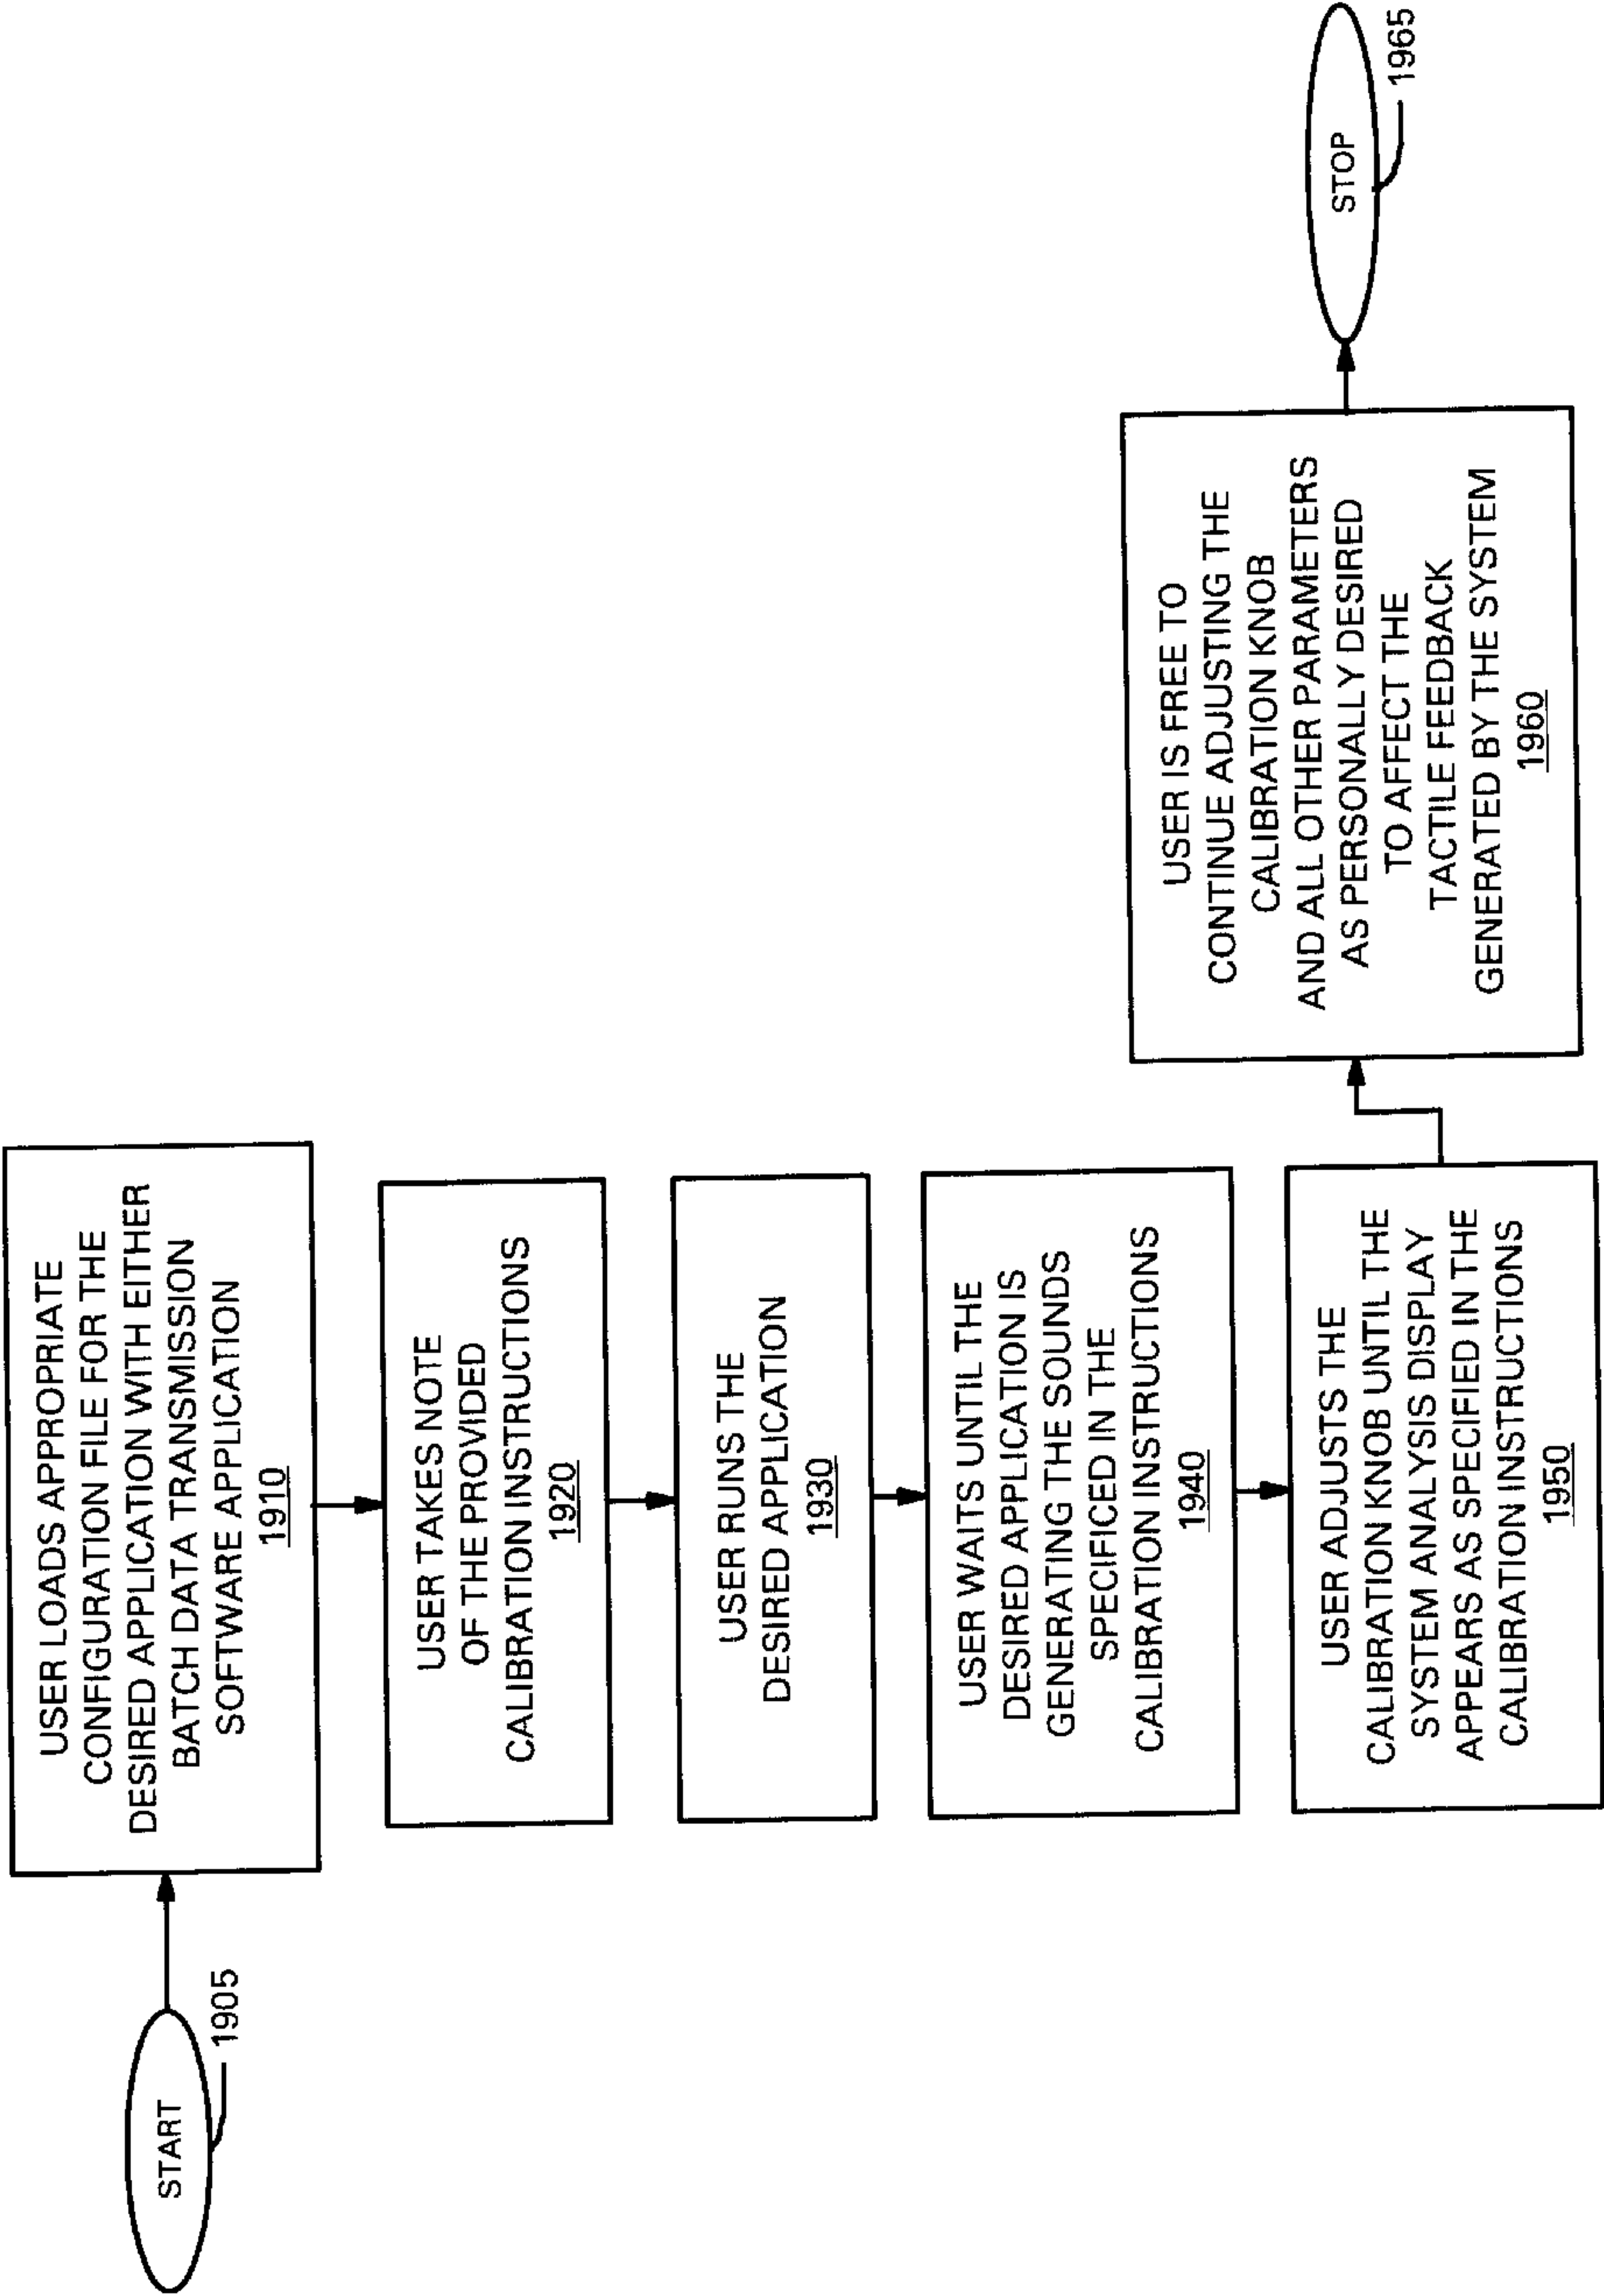 START
1905
USER LOADS APPROPRIATE
CONFIGURATION FILE FOR THE
DESIRED APPLICATION WITH EITHER
BATCH DATA TRANSMISSION
SOFTWARE APPLICATION
1910
USER TAKES NOTE
OF THE PROVIDED
CALIBRATION INSTRUCTIONS
1920
USER RUNS THE
DESIRED APPLICATION
1930
USER WAITS UNTIL THE
DESIRED APPLICATION IS
GENERATING THE SOUNDS
SPECIFICED IN THE
CALIBRATION INSTRUCTIONS
1940
USER ADJUSTS THE
CALIBRATION KNOB UNTIL THE
SYSTEM ANALYSIS DISPLAY
APPEARS AS SPECIFIED IN THE
CALIBRATION INSTRUCTIONS
1950
USER IS FREE TO
CONTINUE ADJUSTING THE
CALIBRATION KNOB
AND ALL OTHER PARAMETERS
AS PERSONALLY DESIRED
TO AFFECT THE
TACTILE FEEDBACK
GENERATED BY THE SYSTEM
1960
STOP
1965